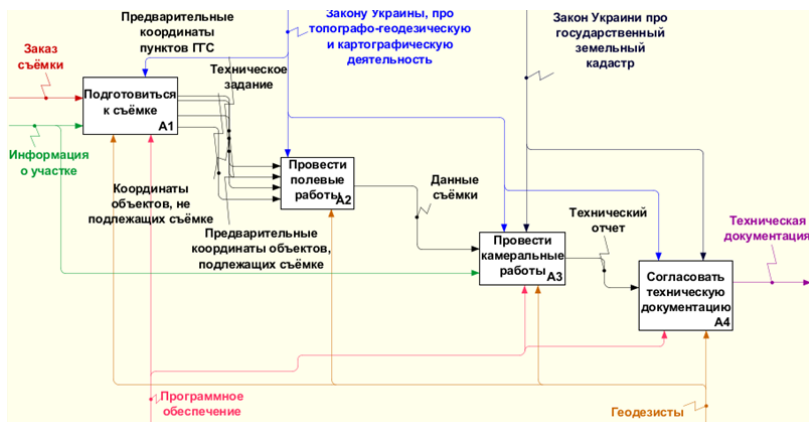 Предварительные
координаты
пунктов ГГС
Закону Украины, про
топографо-геодезическую
и картографическую
деятельность
Закон Украини про
государственный
земельный
кадастр
Заказ
съёмки
Техническое
задание
Подготовиться
к съёмке
A1
Информация
о участке
Провести
полевые
работы
A2
Координаты
объектов, не
подлежащих съёмке
Данные
съёмки
Предварительные
координаты объектов,
подлежащих съёмке
Технический
отчет
Техническая
документация
Провести
камеральные
работы
A3
Согласовать
техническую
документацию
A4
Программное
обеспечение
Геодезисты